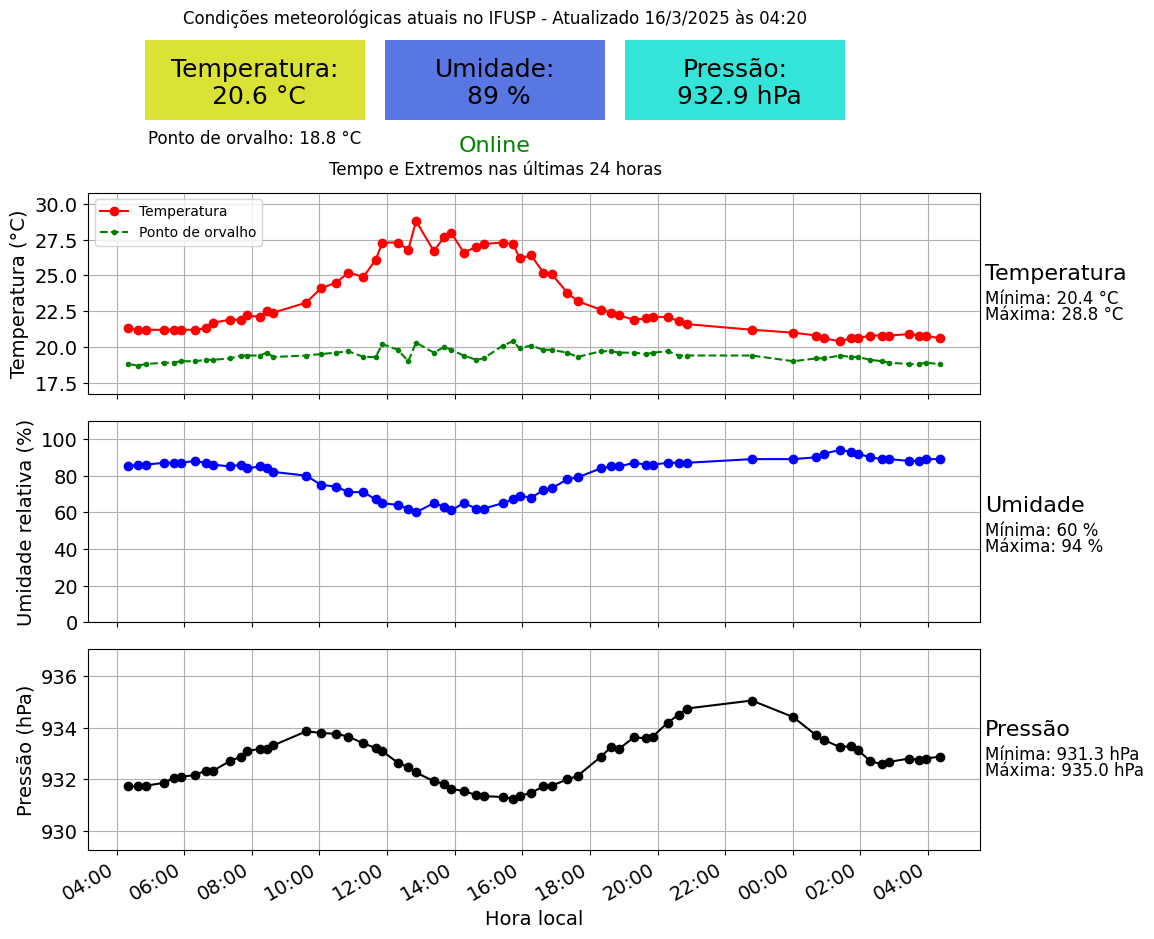 Condições meteorológicas atuais no IFUSP - Atualizado 16/3/2025 às 04:20
Temperatura:
20.6 °C
Umidade:
89 %
Pressão:
932.9 hPa
Ponto de orvalho: 18.8 °C
Online
Tempo e Extremos nas últimas 24 horas
Temperatura (°C)
30.0
27.5
25.0
22.5
20.0
17.5
Temperatura
Ponto de orvalho
Temperatura
Mínima: 20.4 °C
Máxima: 28.8 °C
Umidade relativa (%)
100
80
60
40
20
0
Umidade
Mínima: 60 %
Máxima: 94 %
Pressão (hPa)
936
934
932
930
Pressão
Mínima: 931.3 hPa
Máxima: 935.0 hPa
04:00 06:00 08:00 10:00 12:00 14:00 16:00 18:00 20:00 22:00 00:00 02:00 04:00
Hora local